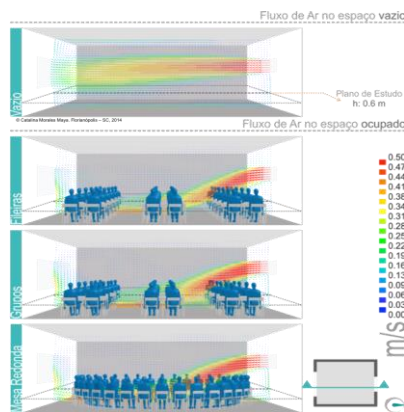 Fluxo de Ar no espaço vazio
Vazio
Plano de Estudo
h: 0.6 m
© Catalina Morales Maya. Florianópolis – SC, 2014
Fluxo de Ar no espaço ocupado
Fileiras
Grupos
Mesa Redonda
0.50
0.47
0.44
0.41
0.38
0.34
0.31
0.28
0.25
0.22
0.19
0.16
0.13
0.09
0.06
0.03
0.00
m/s